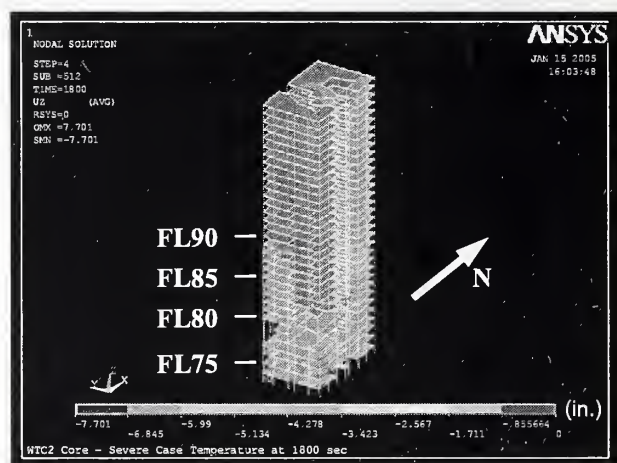 1
NODAL SOLUTION
STEP=4
SUB =512
TIME=1800
UZ (AVG)
RSYS=0
DMX =7.701
SMN =-7.701
ANSYS
JAN 15 2005
16:03:48
FL90
FL85
FL80
FL75
N
(in.)
-7.701 -5.99 -4.278 -2.567 -.855664
-6.845 -5.134 -3.423 -1.711 0
WTC2 Core - Severe Case Temperature at 1800 sec